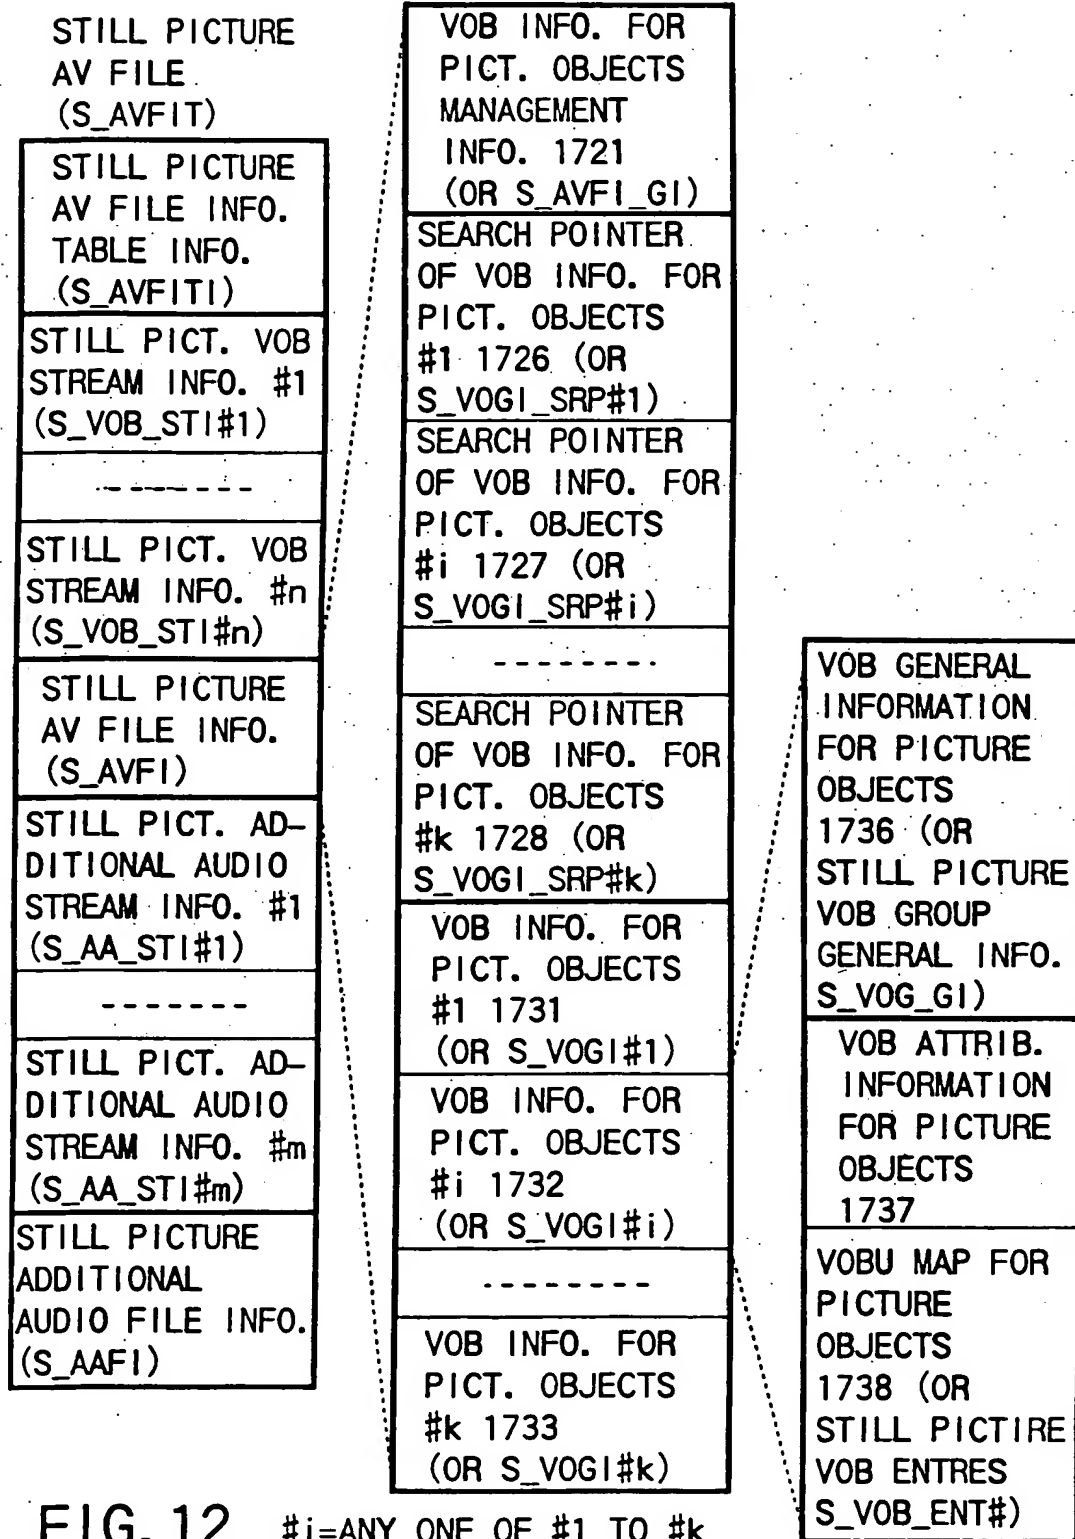 STILL PICTURE
AV FILE
(S_AVFIT)
STILL PICTURE
AV FILE INFO.
TABLE INFO.
(S_AVFITI)
STILL PICT. VOB
STREAM INFO. #1
(S_VOB_STI#1)
--------
STILL PICT. VOB
STREAM INFO. #n
(S_VOB_STI#n)
STILL PICTURE
AV FILE INFO.
(S_AVFI)
STILL PICT. AD-
DITIONAL AUDIO
STREAM INFO. #1
(S_AA_STI#1)
-------
STILL PICT. AD-
DITIONAL AUDIO
STREAM INFO. #m
(S_AA_STI#m)
STILL PICTURE
ADDITIONAL
AUDIO FILE INFO.
(S_AAFI)
VOB INFO. FOR
PICT. OBJECTS
MANAGEMENT
INFO. 1721
(OR S_AVFI_GI)
SEARCH POINTER
OF VOB INFO. FOR
PICT. OBJECTS
#1 1726 (OR
S_VOGI_SRP#1)
SEARCH POINTER
OF VOB INFO. FOR
PICT. OBJECTS
#i 1727 (OR
S_VOGI_SRP#i)
--------
SEARCH POINTER
OF VOB INFO. FOR
PICT. OBJECTS
#k 1728 (OR
S_VOGI_SRP#k)
VOB INFO. FOR
PICT. OBJECTS
#1 1731
(OR S_VOGI#1)
VOB INFO. FOR
PICT. OBJECTS
#i 1732
(OR S_VOGI#i)
--------
VOB INFO. FOR
PICT. OBJECTS
#k 1733
(OR S_VOGI#k)
VOB GENERAL
INFORMATION
FOR PICTURE
OBJECTS
1736 (OR
STILL PICTURE
VOB GROUP
GENERAL INFO.
S_VOG_GI)
VOB ATTRIB.
INFORMATION
FOR PICTURE
OBJECTS
1737
VOBU MAP FOR
PICTURE
OBJECTS
1738 (OR
STILL PICTIRE
VOB ENTRES
S_VOB_ENT#)
FIG. 12 #i=ANY ONE OF #1 TO #k